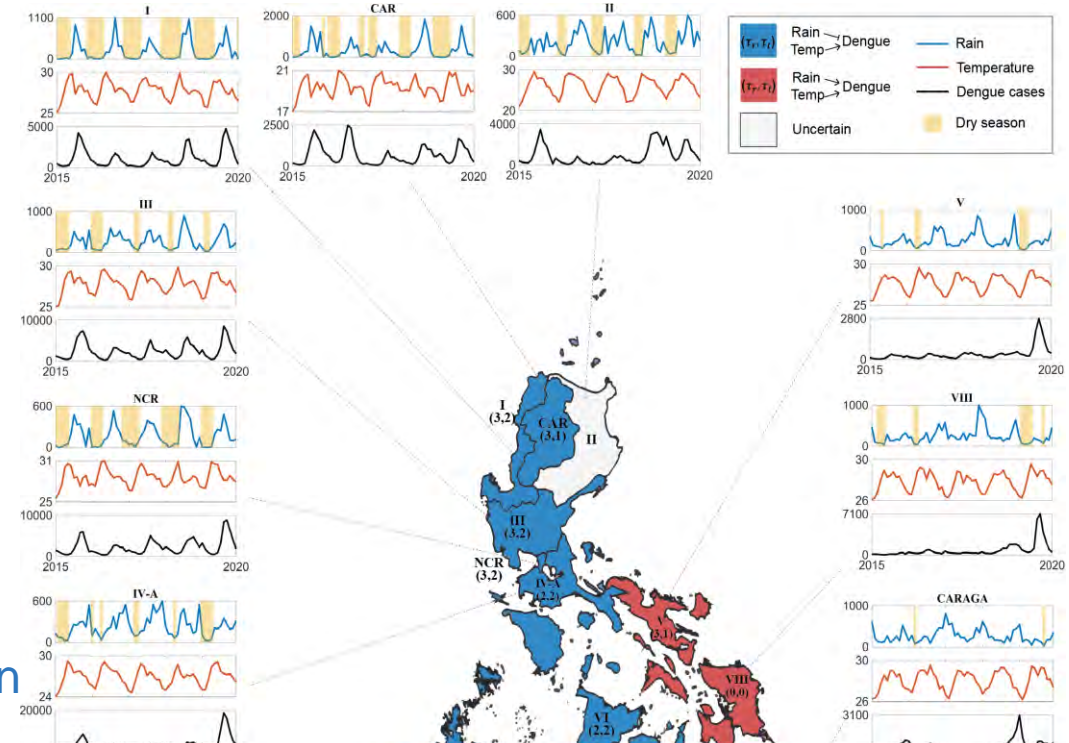 I
1100
0
30
25
5000
0
2015
2020
CAR
2000
0
21
17
2500
0
2015
2020
II
600
0
30
20
4000
0
2015
2020
Rain
Temp
Dengue
Rain
Temp
Dengue
Uncertain
Rain
Temperature
Dengue cases
Dry season
III
1000
0
30
25
10000
0
2015
2020
NCR
600
0
31
25
10000
0
2015
2020
IV-A
600
0
30
24
20000
n
V
1000
0
30
25
2800
0
2015
2020
VIII
1000
0
30
26
7100
0
2015
2020
CARAGA
1000
0
30
26
3100
I
(3,2)
CAR
(3,1)
II
III
(3,2)
NCR
(3,2)
IV-A
(2,2)
(3,1)
VIII
(0,0)
VI
(2,2)